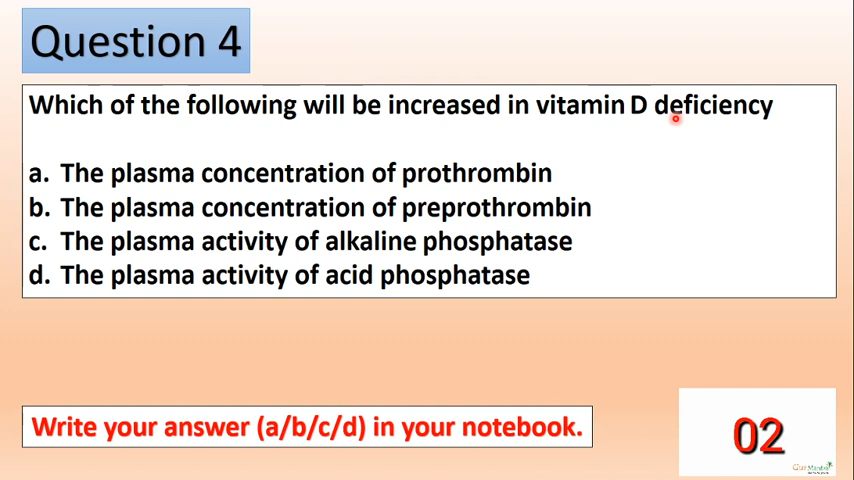 Question 4
Which of the following will be increased in vitamin D deficiency
a. The plasma concentration of prothrombin
b. The plasma concentration of preprothrombin
c. The plasma activity of alkaline phosphatase
d. The plasma activity of acid phosphatase
Write your answer (a/b/c/d) in your notebook.
02